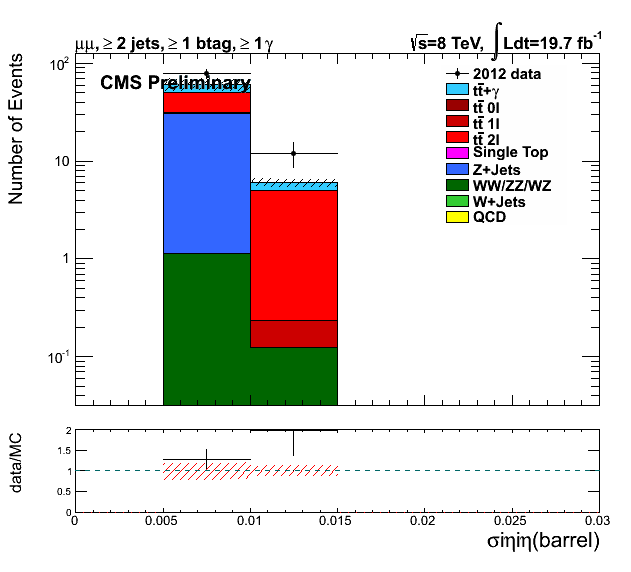 μμ, ≥ 2 jets, ≥ 1 btag, ≥ 1 γ
√s=8 TeV, ∫Ldt=19.7 fb⁻¹
CMS Preliminary
2012 data
tt̄+γ
tt̄ 0l
tt̄ 1l
tt̄ 2l
Single Top
Z+Jets
WW/ZZ/WZ
W+Jets
QCD
Number of Events
10²
10
1
10⁻¹
data/MC
2
1.5
1
0.5
0
0 0.005 0.01 0.015 0.02 0.025 0.03
σiηiη(barrel)